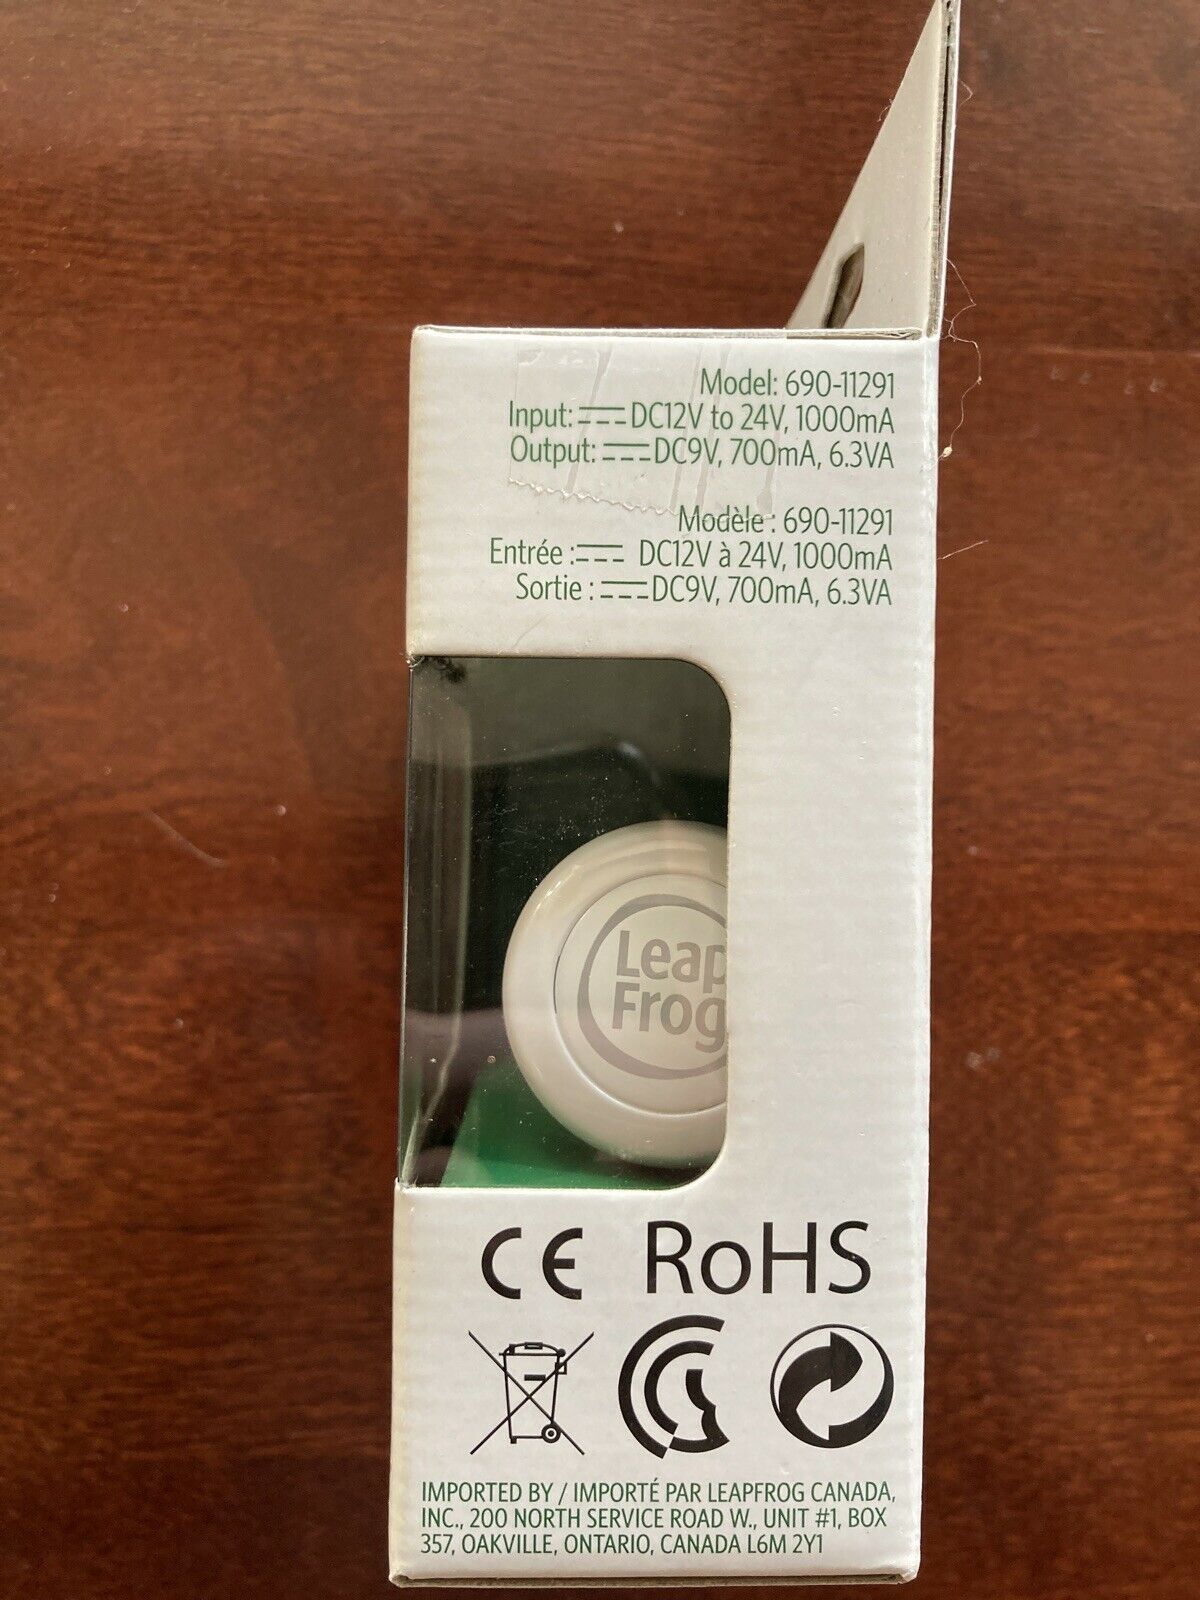 Model: 690-11291
Input: ⎓ DC12V to 24V, 1000mA
Output: ⎓ DC9V, 700mA, 6.3VA
Modèle : 690-11291
Entrée : ⎓ DC12V à 24V, 1000mA
Sortie : ⎓ DC9V, 700mA, 6.3VA
Leap
Frog
CE RoHS
IMPORTED BY / IMPORTÉ PAR LEAPFROG CANADA,
INC., 200 NORTH SERVICE ROAD W., UNIT #1, BOX
357, OAKVILLE, ONTARIO, CANADA L6M 2Y1